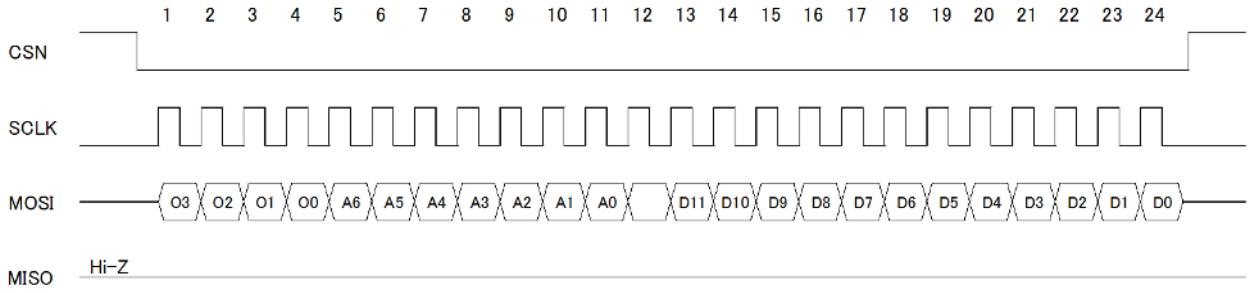 1 2 3 4 5 6 7 8 9 10 11 12 13 14 15 16 17 18 19 20 21 22 23 24
CSN
SCLK
MOSI O3 O2 O1 O0 A6 A5 A4 A3 A2 A1 A0 D11 D10 D9 D8 D7 D6 D5 D4 D3 D2 D1 D0
MISO Hi-Z